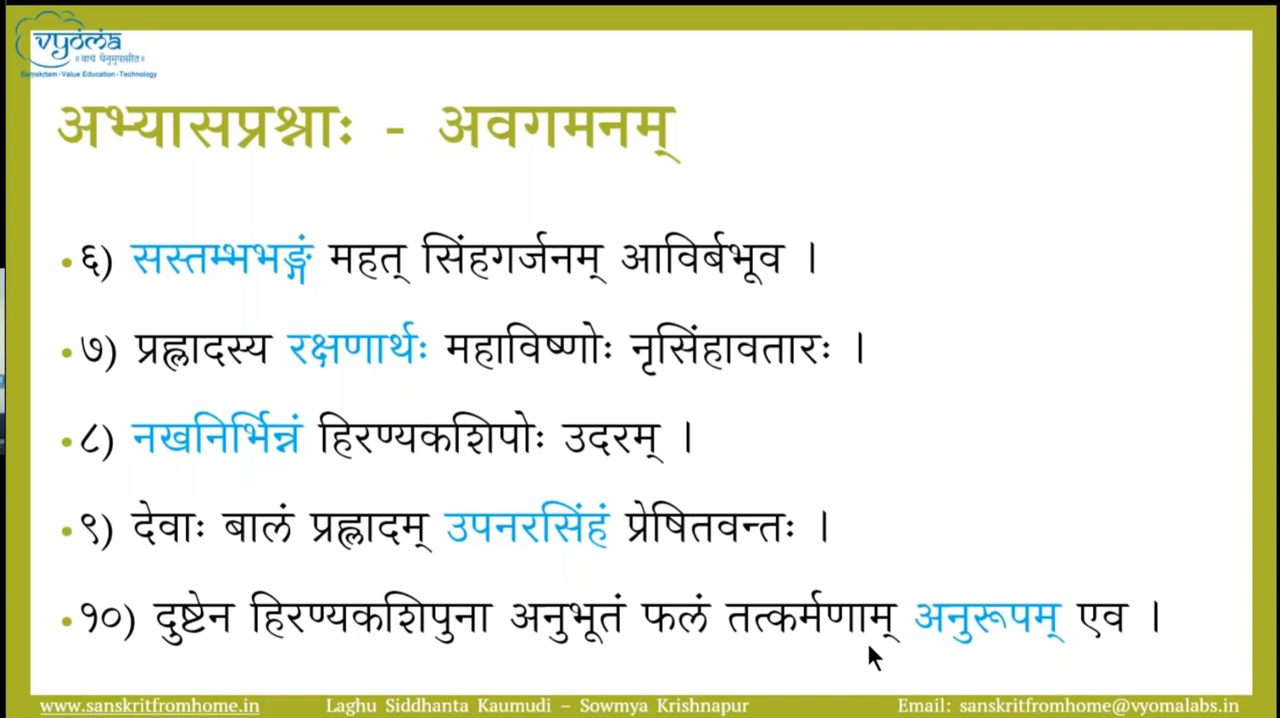 vyoma
॥ वाचं धेनुमुपासीत॥
Samskrtam-Value Education-Technology
अभ्यासप्रश्नाः - अवगमनम्
•६) सस्तम्भभङ्गं महत् सिंहगर्जनम् आविर्बभूव ।
•७) प्रह्लादस्य रक्षणार्थः महाविष्णोः नृसिंहावतारः ।
•८) नखनिर्भिन्नं हिरण्यकशिपोः उदरम् ।
•९) देवाः बालं प्रह्लादम् उपनरसिंहं प्रेषितवन्तः ।
•१०) दुष्टेन हिरण्यकशिपुना अनुभूतं फलं तत्कर्मणाम् अनुरूपम् एव ।
www.sanskritfromhome.in Laghu Siddhanta Kaumudi – Sowmya Krishnapur Email: sanskritfromhome@vyomalabs.in